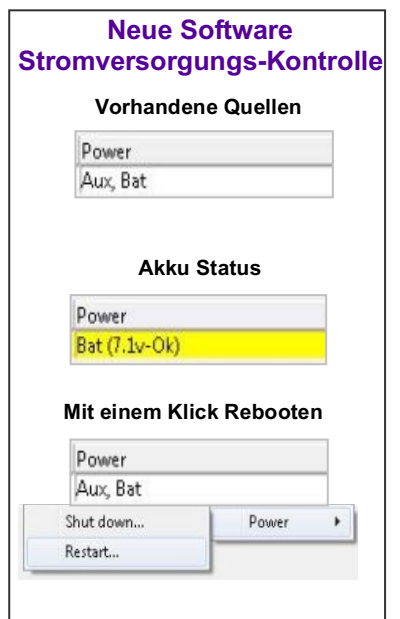 Neue Software
Stromversorgungs-Kontrolle
Vorhandene Quellen
Power
Aux, Bat
Akku Status
Power
Bat (7.1v-Ok)
Mit einem Klick Rebooten
Power
Aux, Bat
Shut down... Power
Restart...